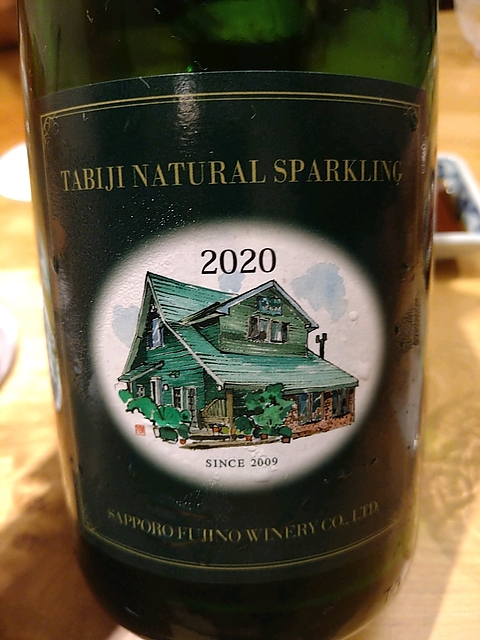 TABIJI NATURAL SPARKLING
2020
SINCE 2009
SAPPORO FUJINO WINERY CO., LTD.